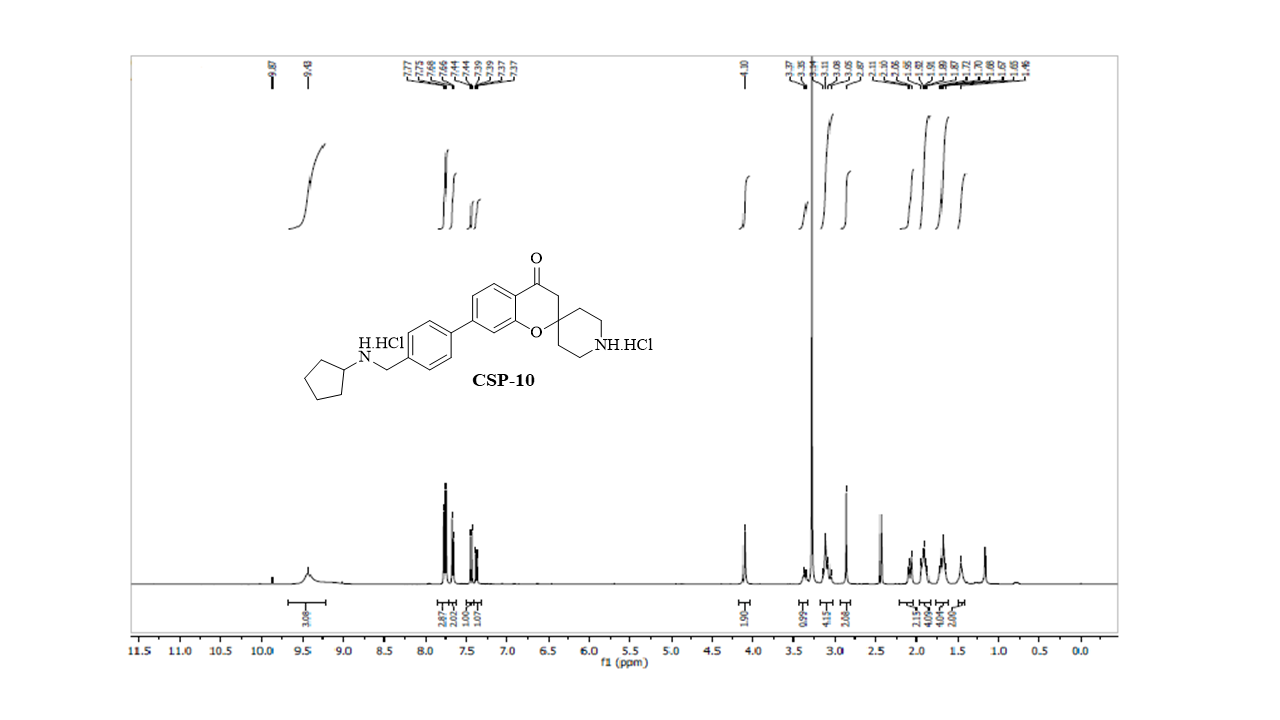 9.87 9.43 7.77 7.75 7.68 7.66 7.44 7.44 7.39 7.39 7.37 7.37 4.10 3.37 3.35 3.14 3.11 3.08 3.05 2.87 2.11 2.10 2.06 1.95 1.92 1.91 1.89 1.87 1.72 1.70 1.68 1.67 1.65 1.46
O
H.HCl
N
O
NH.HCl
CSP-10
3.08 2.87 2.02 1.00 1.07 1.90 0.99 4.15 2.08 2.15 4.09 4.04 2.00
11.5 11.0 10.5 10.0 9.5 9.0 8.5 8.0 7.5 7.0 6.5 6.0 5.5 5.0 4.5 4.0 3.5 3.0 2.5 2.0 1.5 1.0 0.5 0.0
f1 (ppm)